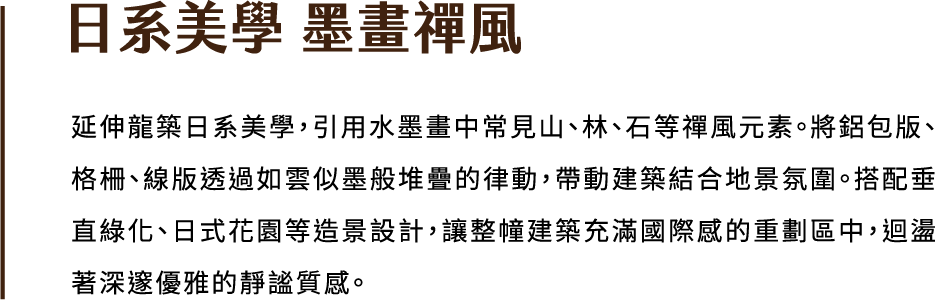 日系美學 墨畫禪風
延伸龍築日系美學，引用水墨畫中常見山、林、石等禪風元素。將鋁包版、
格柵、線版透過如雲似墨般堆疊的律動，帶動建築結合地景氛圍。搭配垂
直綠化、日式花園等造景設計，讓整幢建築充滿國際感的重劃區中，迴盪
著深邃優雅的靜謐質感。